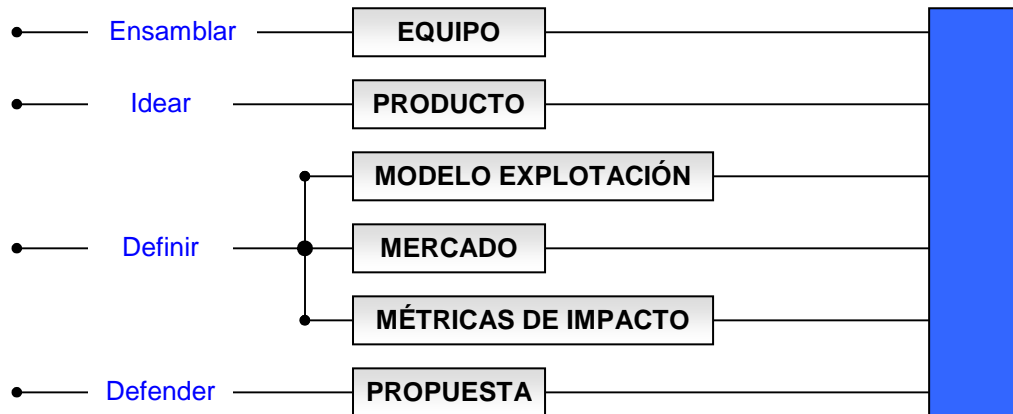 Ensamblar EQUIPO
Idear PRODUCTO
MODELO EXPLOTACIÓN
Definir MERCADO
MÉTRICAS DE IMPACTO
Defender PROPUESTA